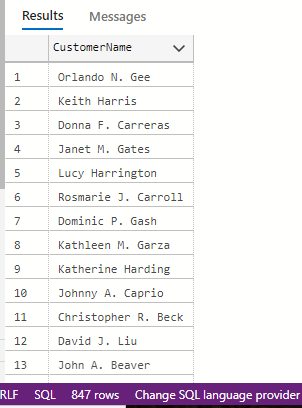 Results Messages
CustomerName
1 Orlando N. Gee
2 Keith Harris
3 Donna F. Carreras
4 Janet M. Gates
5 Lucy Harrington
6 Rosmarie J. Carroll
7 Dominic P. Gash
8 Kathleen M. Garza
9 Katherine Harding
10 Johnny A. Caprio
11 Christopher R. Beck
12 David J. Liu
13 John A. Beaver
RLF SQL 847 rows Change SQL language provider